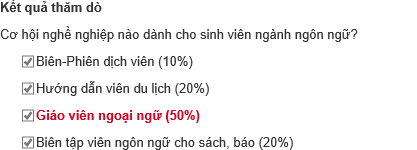 Kết quả thăm dò
Cơ hội nghề nghiệp nào dành cho sinh viên ngành ngôn ngữ?
Biên-Phiên dịch viên (10%)
Hướng dẫn viên du lịch (20%)
Giáo viên ngoại ngữ (50%)
Biên tập viên ngôn ngữ cho sách, báo (20%)